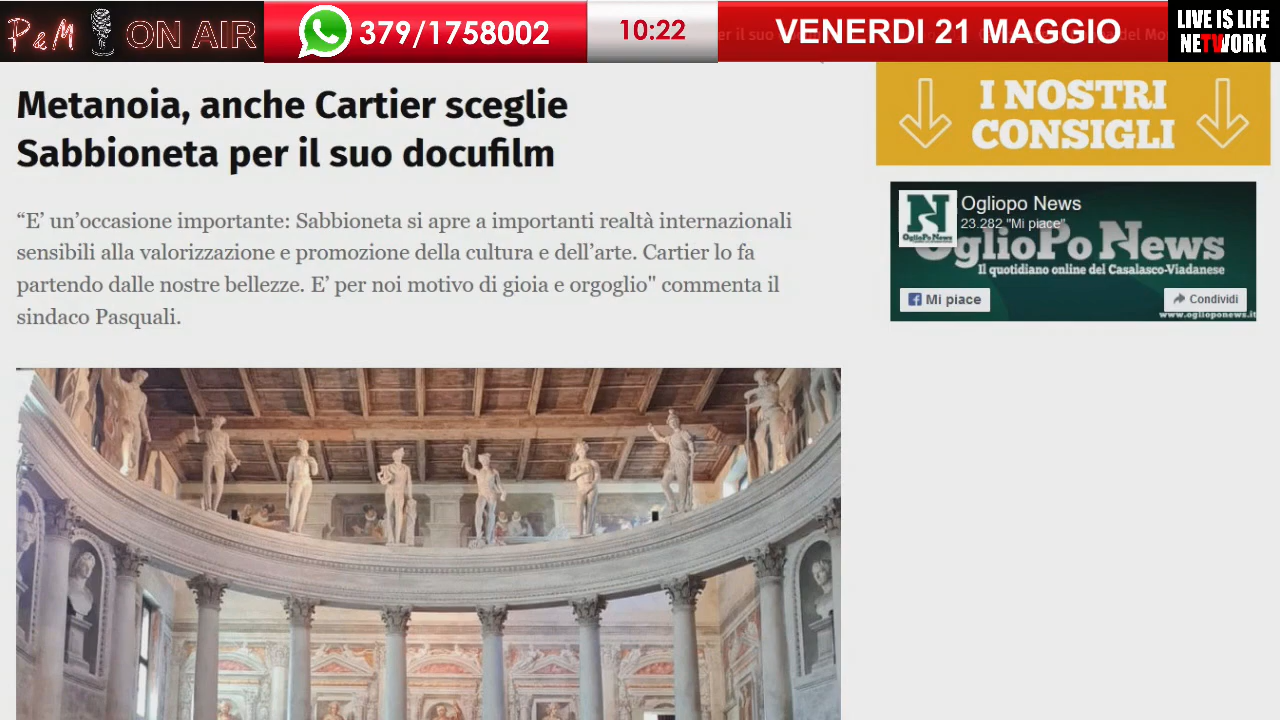 P&M ON AIR
379/1758002
10:22
VENERDI 21 MAGGIO
LIVE IS LIFE
NETWORK
Metanoia, anche Cartier sceglie
Sabbioneta per il suo docufilm
“E’ un’occasione importante: Sabbioneta si apre a importanti realtà internazionali
sensibili alla valorizzazione e promozione della cultura e dell’arte. Cartier lo fa
partendo dalle nostre bellezze. E’ per noi motivo di gioia e orgoglio" commenta il
sindaco Pasquali.
I NOSTRI
CONSIGLI
Ogliopo News
23.282 "Mi piace"
OglioPo News
OglioPo News
Il quotidiano online del Casalasco-Viadanese
Mi piace
Condividi
www.oglioponews.it